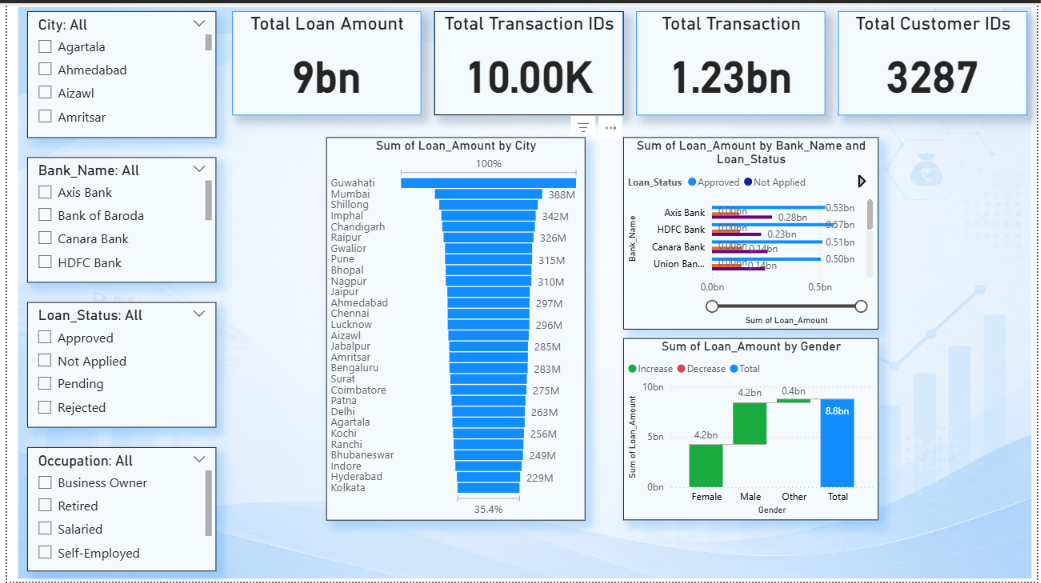 City: All
Agartala
Ahmedabad
Aizawl
Amritsar
Bank_Name: All
Axis Bank
Bank of Baroda
Canara Bank
HDFC Bank
Loan_Status: All
Approved
Not Applied
Pending
Rejected
Occupation: All
Business Owner
Retired
Salaried
Self-Employed
Total Loan Amount
9bn
Total Transaction IDs
10.00K
Total Transaction
1.23bn
Total Customer IDs
3287
Sum of Loan_Amount by City
100%
Guwahati
Mumbai 388M
Shillong
Imphal 342M
Chandigarh
Raipur 326M
Gwalior
Pune 315M
Bhopal
Nagpur 310M
Jaipur
Ahmedabad 297M
Chennai
Lucknow 296M
Aizawl
Jabalpur 285M
Amritsar
Bengaluru 283M
Surat
Coimbatore 275M
Patna
Delhi 263M
Agartala
Kochi 256M
Ranchi
Bhubaneswar 249M
Indore
Hyderabad 229M
Kolkata
35.4%
Sum of Loan_Amount by Bank_Name and
Loan_Status
Loan_Status Approved Not Applied
Bank_Name
Axis Bank 0.00bn 0.28bn 0.53bn
HDFC Bank 0.00bn 0.23bn 0.57bn
Canara Bank 0.00bn 0.14bn 0.51bn
Union Ban... 0.00bn 0.14bn 0.50bn
0.0bn 0.5bn
Sum of Loan_Amount
Sum of Loan_Amount by Gender
Increase Decrease Total
Sum of Loan_Amount
10bn
5bn
0bn
4.2bn 4.2bn 0.4bn 8.8bn
Female Male Other Total
Gender